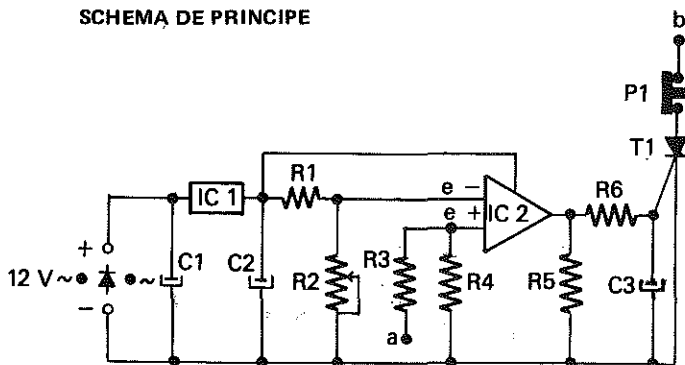 SCHEMA DE PRINCIPE
b
P1
T1
R1
IC 1
e −
e +
IC 2
R6
+
12 V~
~
−
C1
C2
R2
R3
R4
R5
C3
a